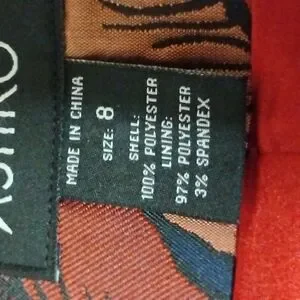 MADE IN CHINA
SIZE: 8
SHELL:
100% POLYESTER
LINING:
97% POLYESTER
3% SPANDEX